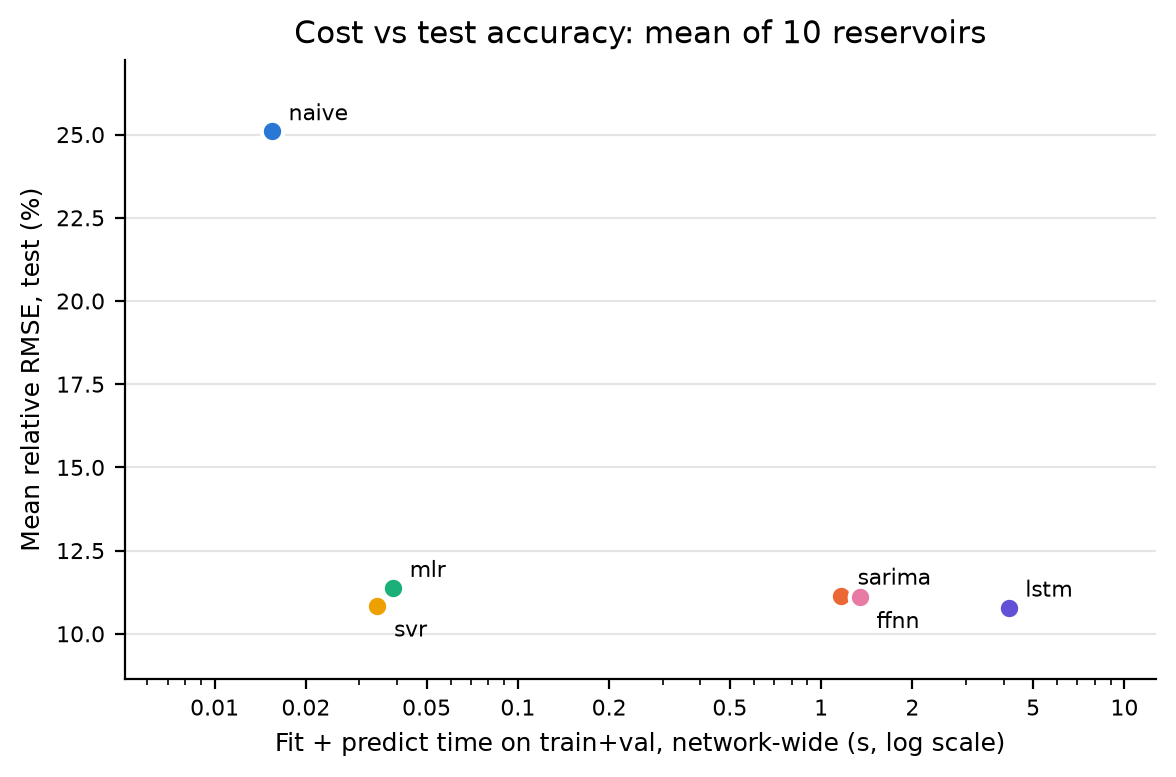 Cost vs test accuracy: mean of 10 reservoirs
Mean relative RMSE, test (%)
25.0
22.5
20.0
17.5
15.0
12.5
10.0
naive
mlr
svr
sarima
ffnn
lstm
0.01 0.02 0.05 0.1 0.2 0.5 1 2 5 10
Fit + predict time on train+val, network-wide (s, log scale)